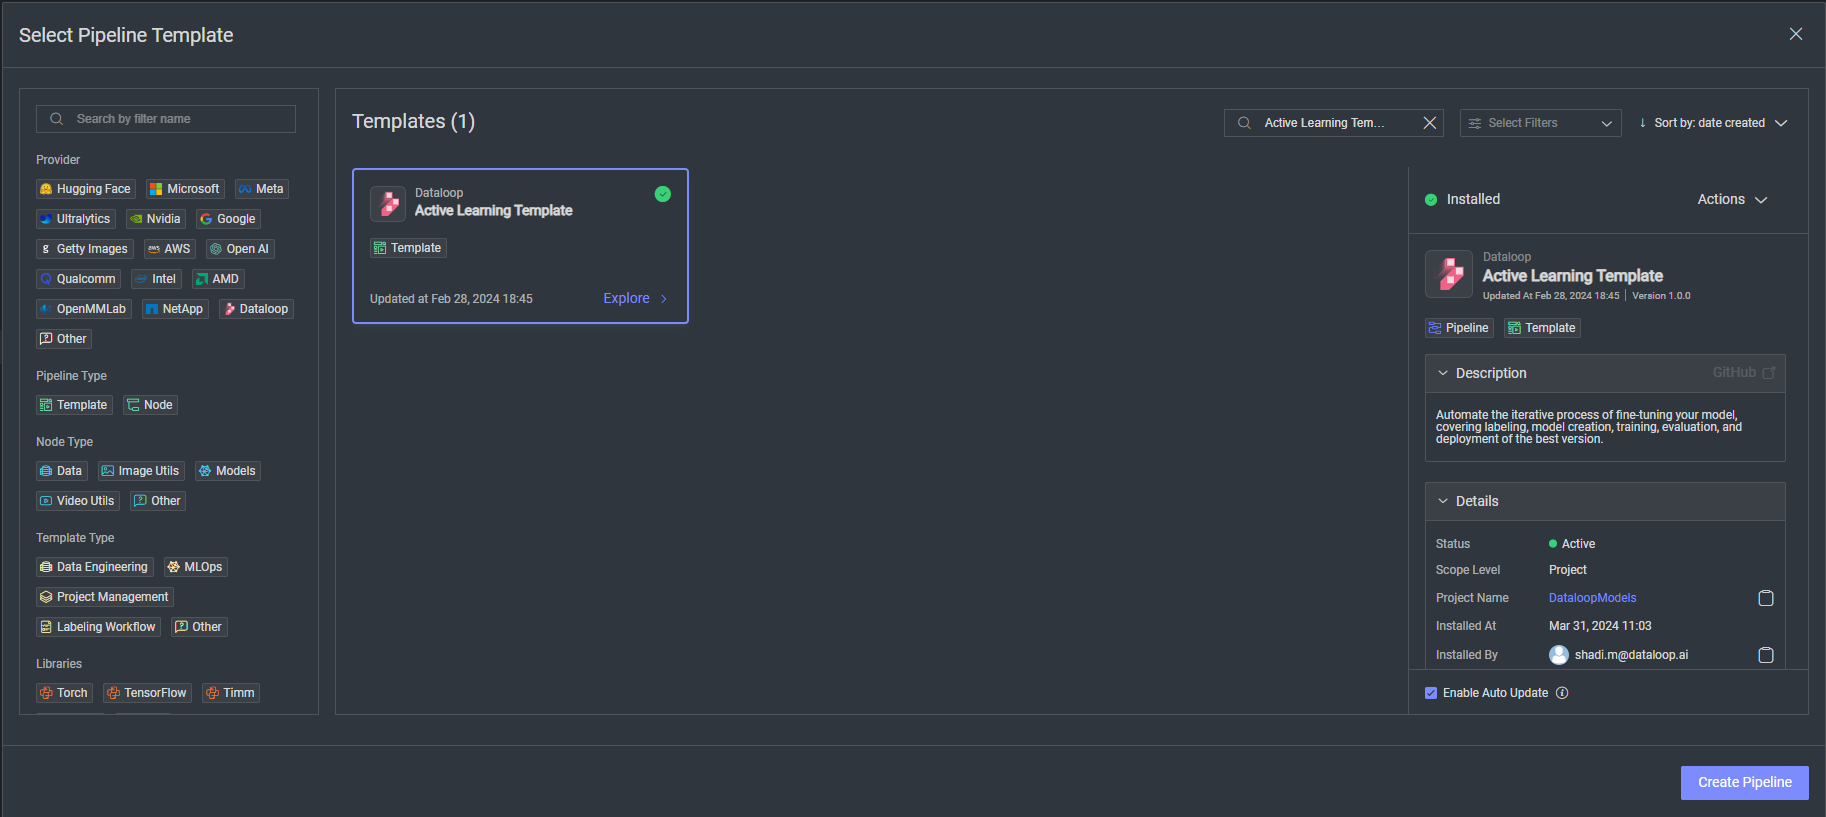 Select Pipeline Template
Search by filter name
Provider
Hugging Face Microsoft Meta
Ultralytics Nvidia Google
Getty Images AWS Open AI
Qualcomm Intel AMD
OpenMMLab NetApp Dataloop
Other
Pipeline Type
Template Node
Node Type
Data Image Utils Models
Video Utils Other
Template Type
Data Engineering MLOps
Project Management
Labeling Workflow Other
Libraries
Torch TensorFlow Timm
Templates (1)
Active Learning Tem...
Select Filters
Sort by: date created
Dataloop
Active Learning Template
Template
Updated at Feb 28, 2024 18:45
Explore
Installed
Actions
Dataloop
Active Learning Template
Updated At Feb 28, 2024 18:45 | Version 1.0.0
Pipeline Template
Description
GitHub
Automate the iterative process of fine-tuning your model,
covering labeling, model creation, training, evaluation, and
deployment of the best version.
Details
Status Active
Scope Level Project
Project Name DataloopModels
Installed At Mar 31, 2024 11:03
Installed By shadi.m@dataloop.ai
Enable Auto Update
Create Pipeline